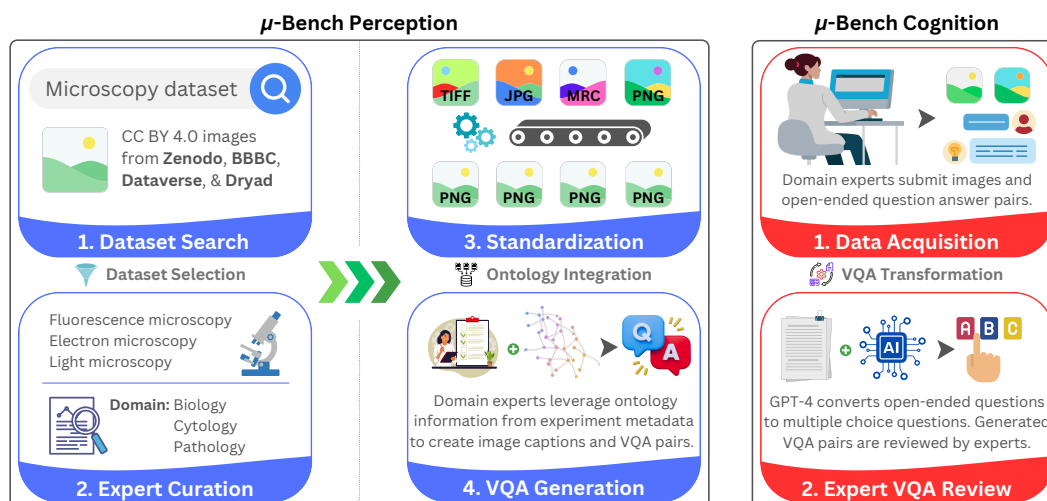 μ-Bench Perception
Microscopy dataset
CC BY 4.0 images
from Zenodo, BBBC,
Dataverse, & Dryad
1. Dataset Search
Dataset Selection
Fluorescence microscopy
Electron microscopy
Light microscopy
Domain: Biology
Cytology
Pathology
2. Expert Curation
TIFF JPG MRC PNG
PNG PNG PNG PNG
3. Standardization
Ontology Integration
Q
A
Domain experts leverage ontology
information from experiment metadata
to create image captions and VQA pairs.
4. VQA Generation
μ-Bench Cognition
Domain experts submit images and
open-ended question answer pairs.
1. Data Acquisition
VQA Transformation
AI
A B C
GPT-4 converts open-ended questions
to multiple choice questions. Generated
VQA pairs are reviewed by experts.
2. Expert VQA Review